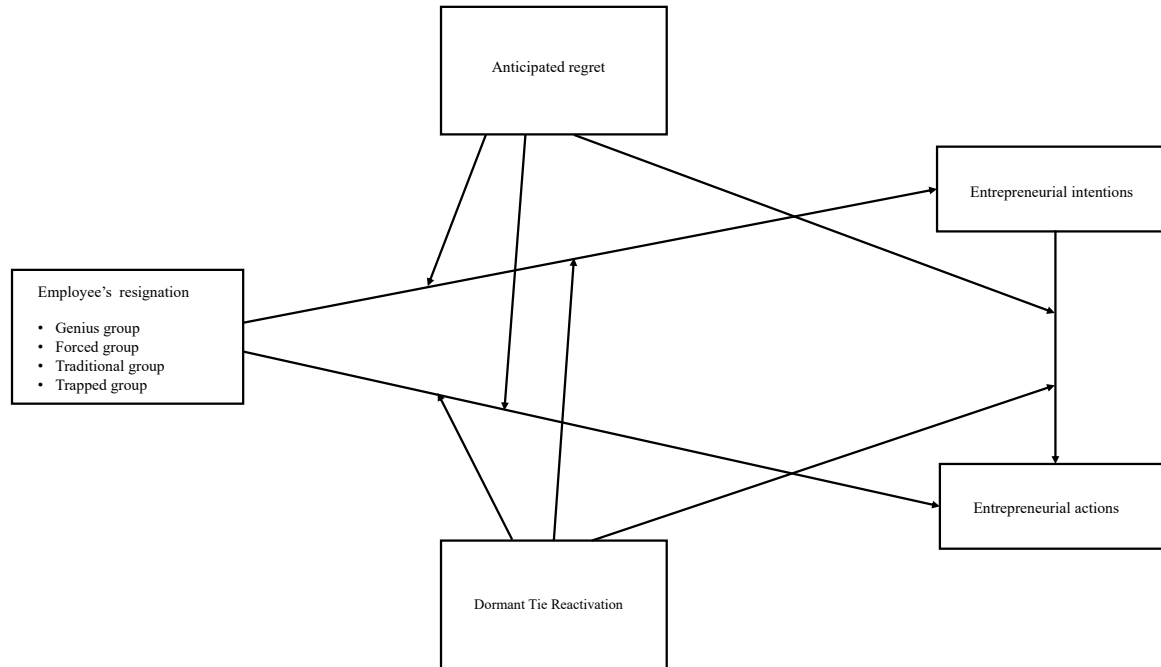 Anticipated regret
Entrepreneurial intentions
Employee’s resignation
• Genius group
• Forced group
• Traditional group
• Trapped group
Entrepreneurial actions
Dormant Tie Reactivation